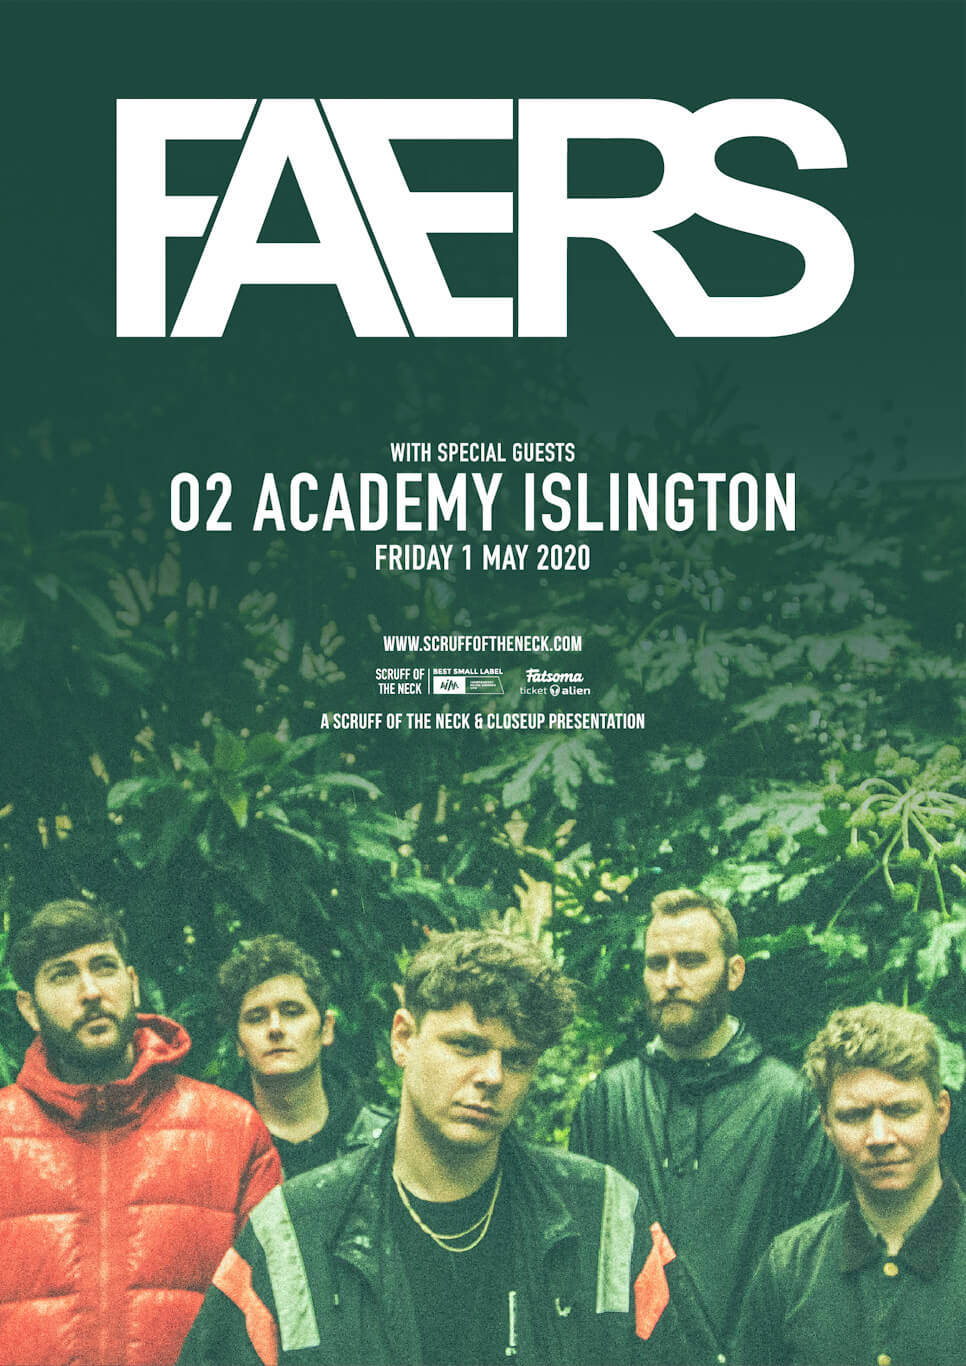 FAERS
WITH SPECIAL GUESTS
O2 ACADEMY ISLINGTON
FRIDAY 1 MAY 2020
WWW.SCRUFFOFTHENECK.COM
SCRUFF OF
THE NECK
BEST SMALL LABEL
AIM
Fatsoma
ticket alien
A SCRUFF OF THE NECK & CLOSEUP PRESENTATION